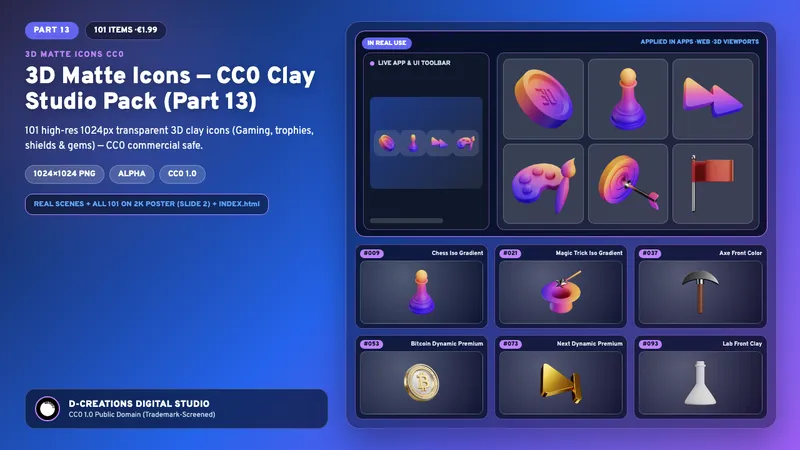 PART 13
101 ITEMS · €1.99
3D MATTE ICONS CC0
3D Matte Icons — CC0 Clay
Studio Pack (Part 13)
101 high-res 1024px transparent 3D clay icons (Gaming, trophies,
shields & gems) — CC0 commercial safe.
1024×1024 PNG
ALPHA
CC0 1.0
REAL SCENES + ALL 101 ON 2K POSTER (SLIDE 2) + INDEX.html
D-CREATIONS DIGITAL STUDIO
CC0 1.0 Public Domain (Trademark-Screened)
IN REAL USE
APPLIED IN APPS · WEB · 3D VIEWPORTS
LIVE APP & UI TOOLBAR
3U
#009
Chess Iso Gradient
#021
Magic Trick Iso Gradient
#037
Axe Front Color
#053
Bitcoin Dynamic Premium
#073
Next Dynamic Premium
#093
Lab Front Clay